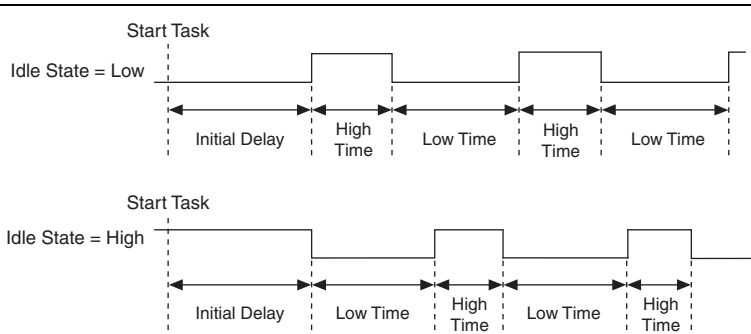 Start Task
Idle State = Low
Initial Delay
High
Time
Low Time
High
Time
Low Time
Start Task
Idle State = High
Initial Delay
Low Time
High
Time
Low Time
High
Time